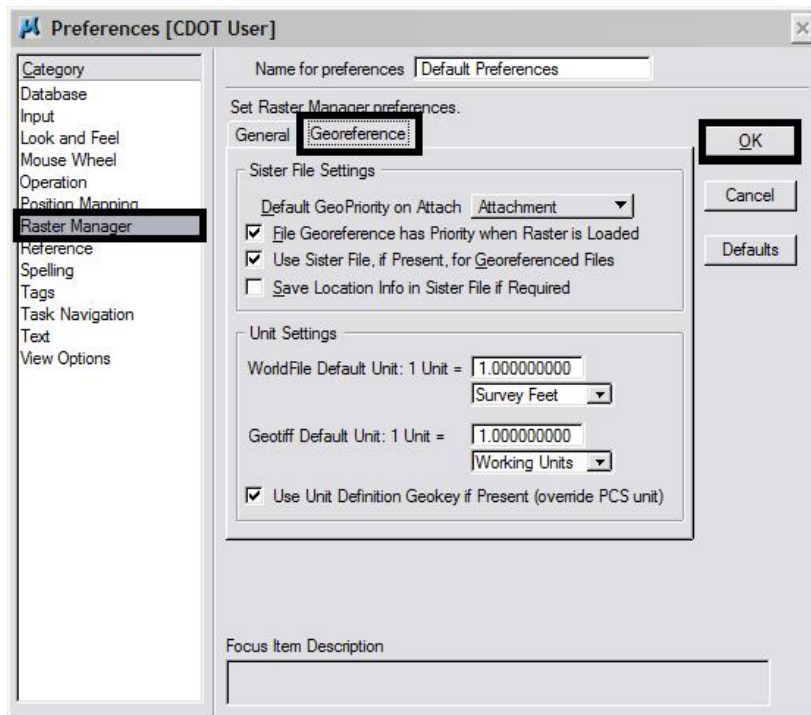 Preferences [CDOT User]
Category
Database
Input
Look and Feel
Mouse Wheel
Operation
Position Mapping
Raster Manager
Reference
Spelling
Tags
Task Navigation
Text
View Options
Name for preferences Default Preferences
Set Raster Manager preferences.
General Georeference
Sister File Settings
Default GeoPriority on Attach Attachment
File Georeference has Priority when Raster is Loaded
Use Sister File, if Present, for Georeferenced Files
Save Location Info in Sister File if Required
Unit Settings
WorldFile Default Unit: 1 Unit = 1.000000000
Survey Feet
Geotiff Default Unit: 1 Unit = 1.000000000
Working Units
Use Unit Definition Geokey if Present (override PCS unit)
OK
Cancel
Defaults
Focus Item Description